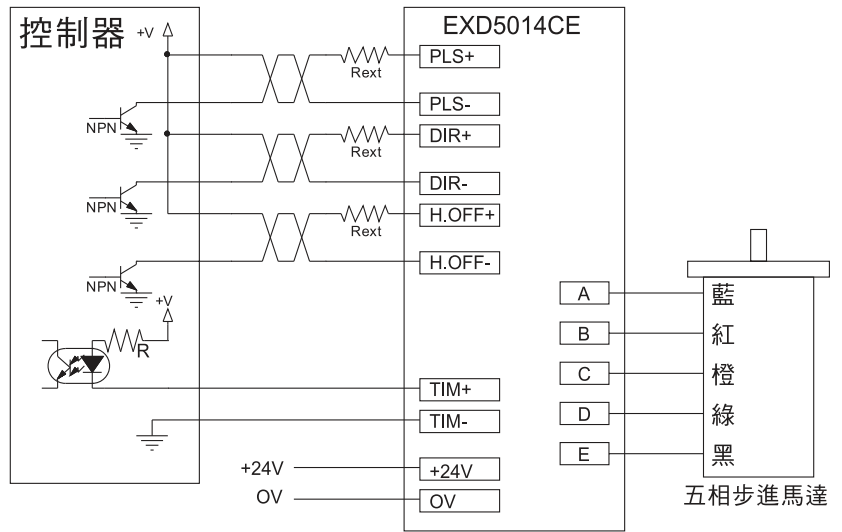 控制器
+V
EXD5014CE
Rext
PLS+
PLS-
NPN
Rext
DIR+
DIR-
NPN
Rext
H.OFF+
H.OFF-
NPN
+V
R
TIM+
TIM-
+24V
+24V
OV
OV
A
藍
B
紅
C
橙
D
綠
E
黑
五相步進馬達